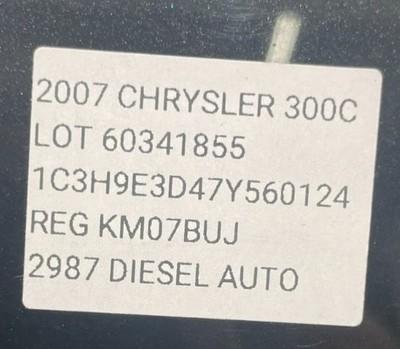 2007 CHRYSLER 300C
LOT 60341855
1C3H9E3D47Y560124
REG KM07BUJ
2987 DIESEL AUTO